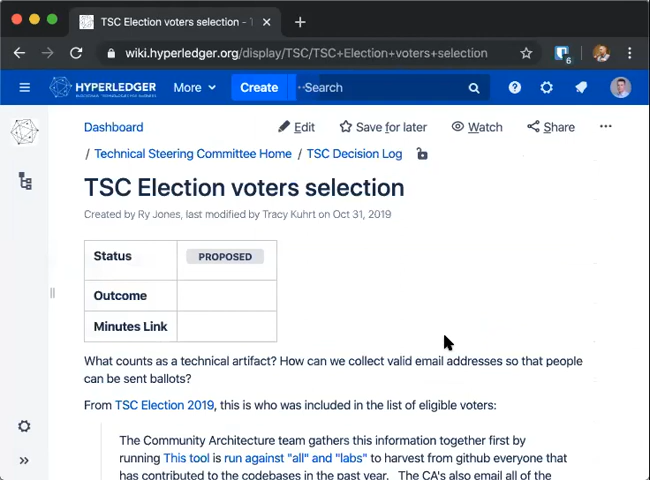 TSC Election voters selection - T
wiki.hyperledger.org/display/TSC/TSC+Election+voters+selection
6
HYPERLEDGER
More
Create
Search
Dashboard
Edit
Save for later
Watch
Share
/ Technical Steering Committee Home / TSC Decision Log
TSC Election voters selection
Created by Ry Jones, last modified by Tracy Kuhrt on Oct 31, 2019
Status PROPOSED
Outcome
Minutes Link
What counts as a technical artifact? How can we collect valid email addresses so that people
can be sent ballots?
From TSC Election 2019, this is who was included in the list of eligible voters:
The Community Architecture team gathers this information together first by
running This tool is run against "all" and "labs" to harvest from github everyone that
has contributed to the codebases in the past year. The CA's also email all of the